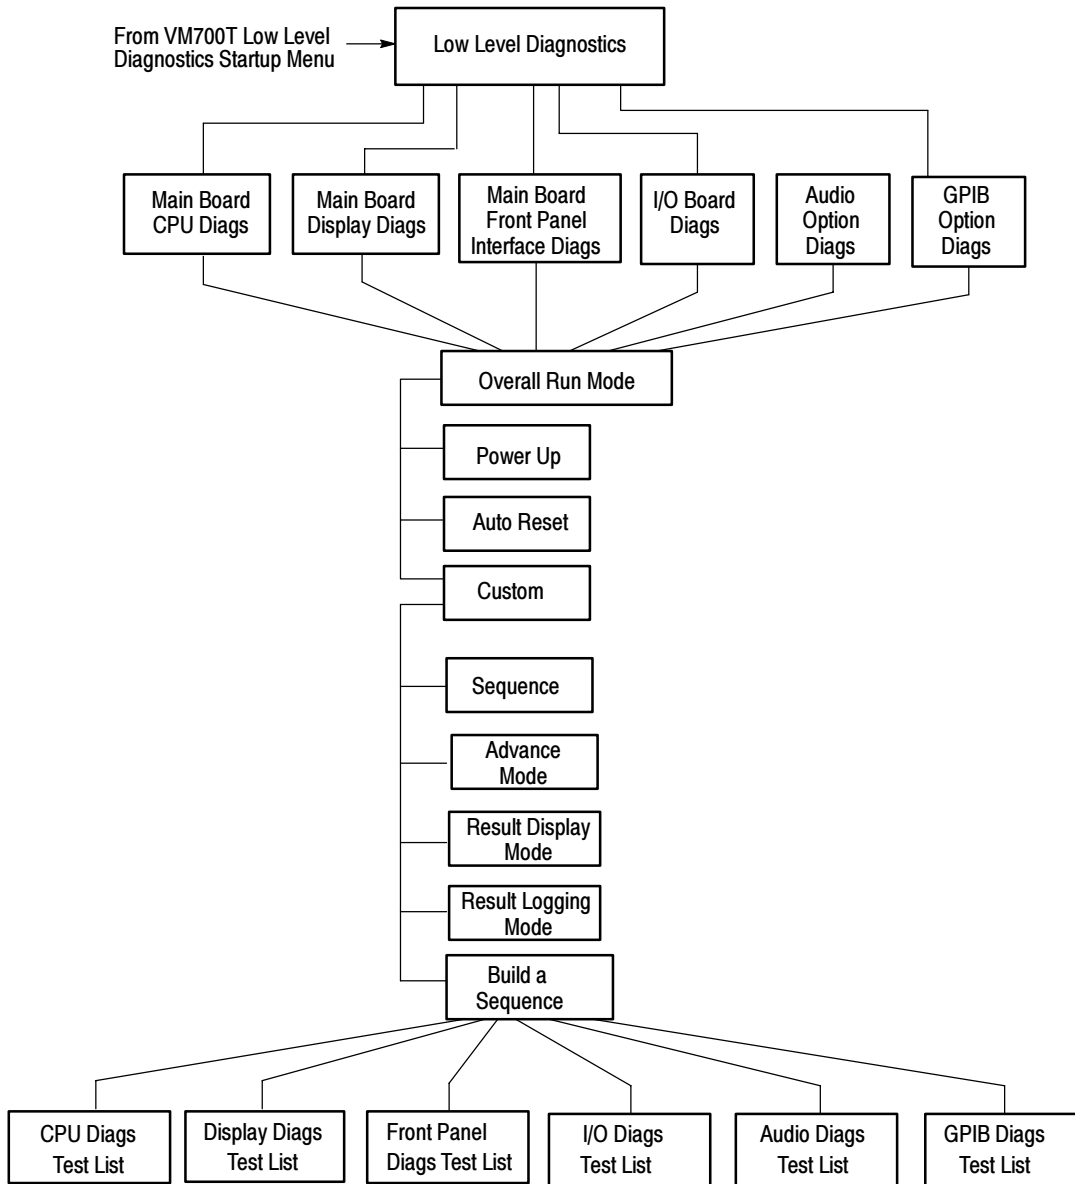 From VM700T Low Level
Diagnostics Startup Menu
Low Level Diagnostics
Main Board
CPU Diags
Main Board
Display Diags
Main Board
Front Panel
Interface Diags
I/O Board
Diags
Audio
Option
Diags
GPIB
Option
Diags
Overall Run Mode
Power Up
Auto Reset
Custom
Sequence
Advance
Mode
Result Display
Mode
Result Logging
Mode
Build a
Sequence
CPU Diags
Test List
Display Diags
Test List
Front Panel
Diags Test List
I/O Diags
Test List
Audio Diags
Test List
GPIB Diags
Test List